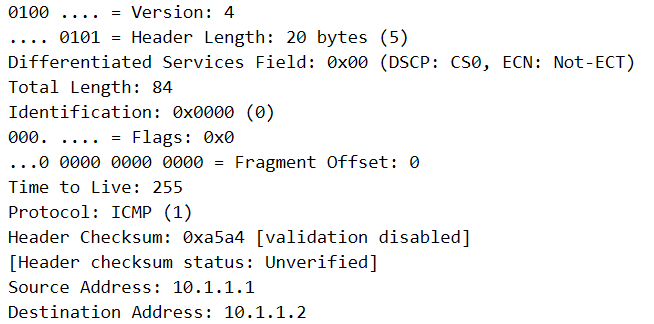 0100 .... = Version: 4
.... 0101 = Header Length: 20 bytes (5)
Differentiated Services Field: 0x00 (DSCP: CS0, ECN: Not-ECT)
Total Length: 84
Identification: 0x0000 (0)
000. .... = Flags: 0x0
...0 0000 0000 0000 = Fragment Offset: 0
Time to Live: 255
Protocol: ICMP (1)
Header Checksum: 0xa5a4 [validation disabled]
[Header checksum status: Unverified]
Source Address: 10.1.1.1
Destination Address: 10.1.1.2